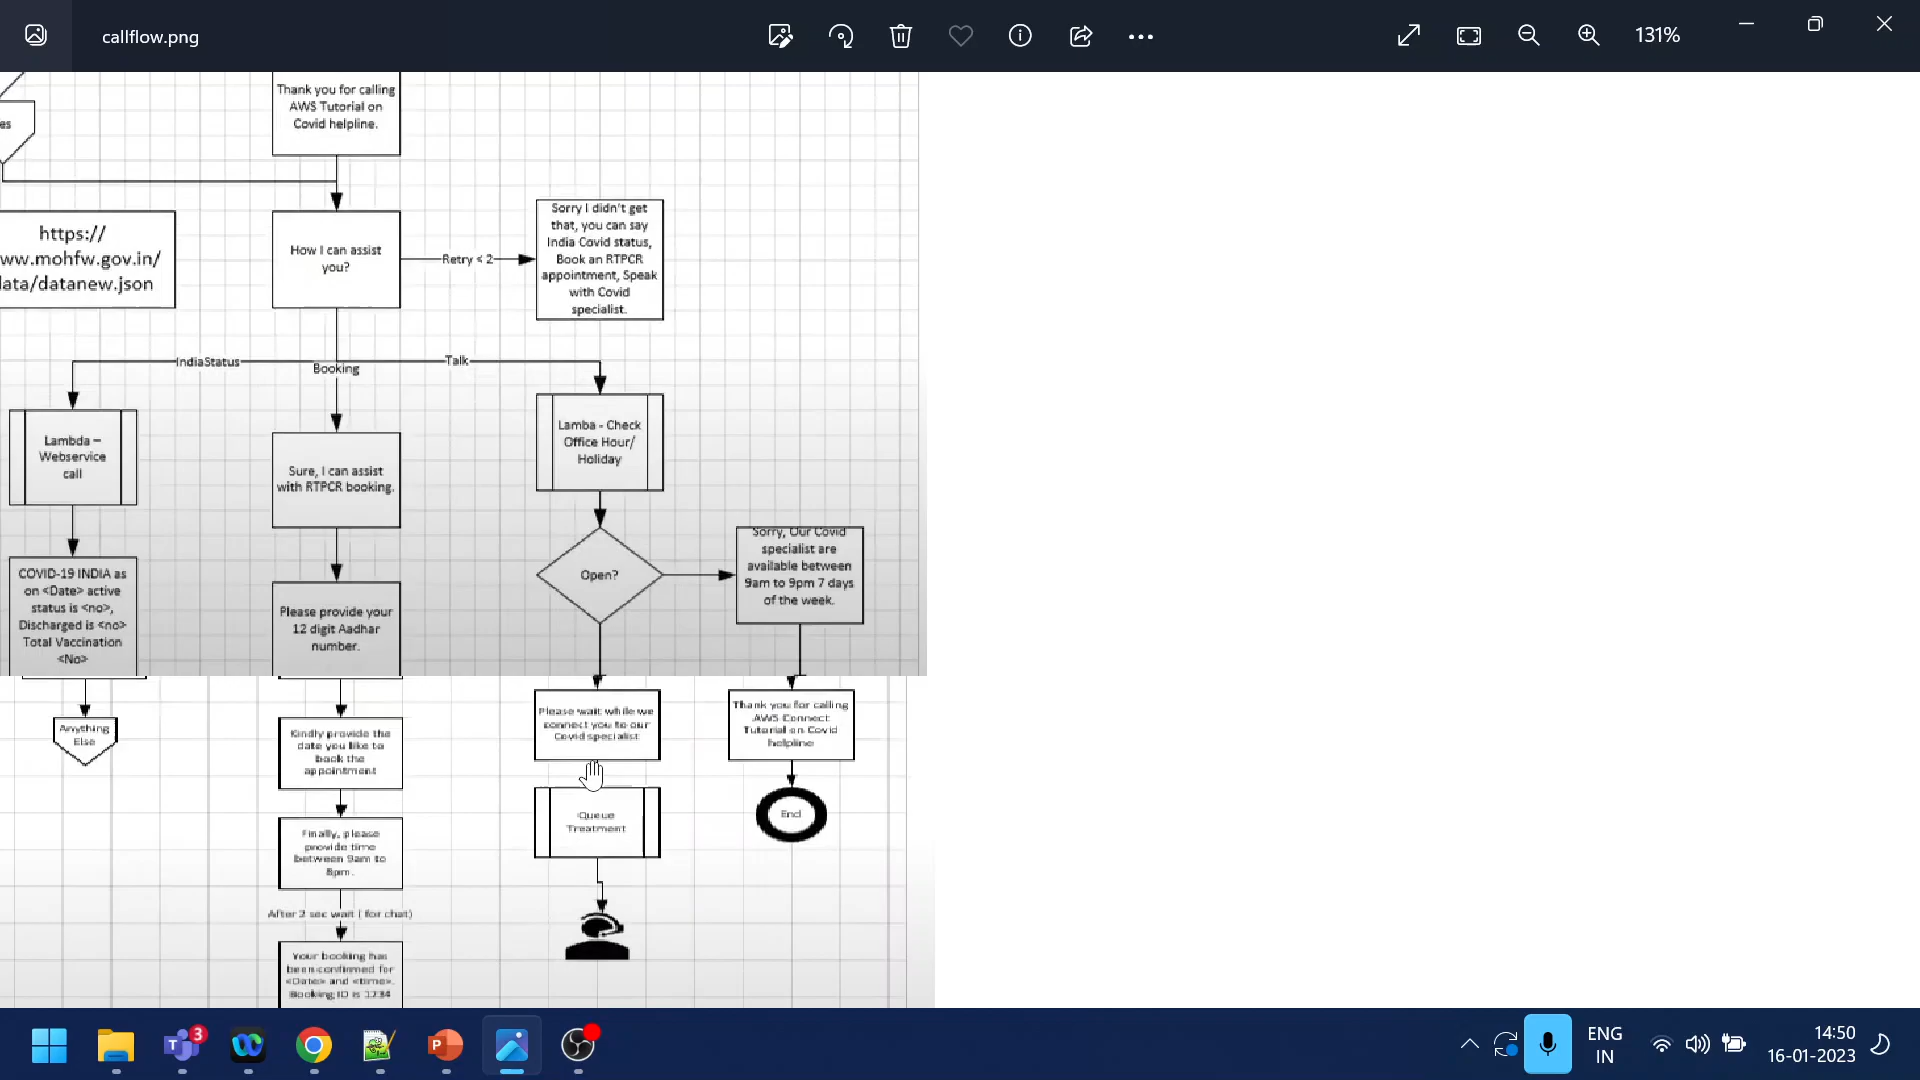 callflow.png
131%
Thank you for calling
AWS Tutorial on
Covid helpline.
es
https://
ww.mohfw.gov.in/
data/datanew.json
How I can assist
you?
Retry < 2
Sorry I didn't get
that, you can say
India Covid status,
Book an RTPCR
appointment, Speak
with Covid
specialist.
IndiaStatus
Booking
Talk
Lambda –
Webservice
call
Sure, I can assist
with RTPCR booking.
Lamba - Check
Office Hour/
Holiday
Open?
Sorry, Our Covid
specialist are
available between
9am to 9pm 7 days
of the week.
COVID-19 INDIA as
on <Date> active
status is <no>,
Discharged is <no>
Total Vaccination
<No>
Please provide your
12 digit Aadhar
number.
Anything
Else
Kindly provide the
date you like to
book the
appointment
Please wait while we
connect you to our
Covid specialist
Thank you for calling
AWS Connect
Tutorial on Covid
helpline
Queue
Treatment
End
Finally, please
provide time
between 9am to
8pm.
After 2 sec wait ( for chat)
Your booking has
been confirmed for
<Date> and <time>.
Booking ID is 1234
3
ENG
IN
14:50
16-01-2023